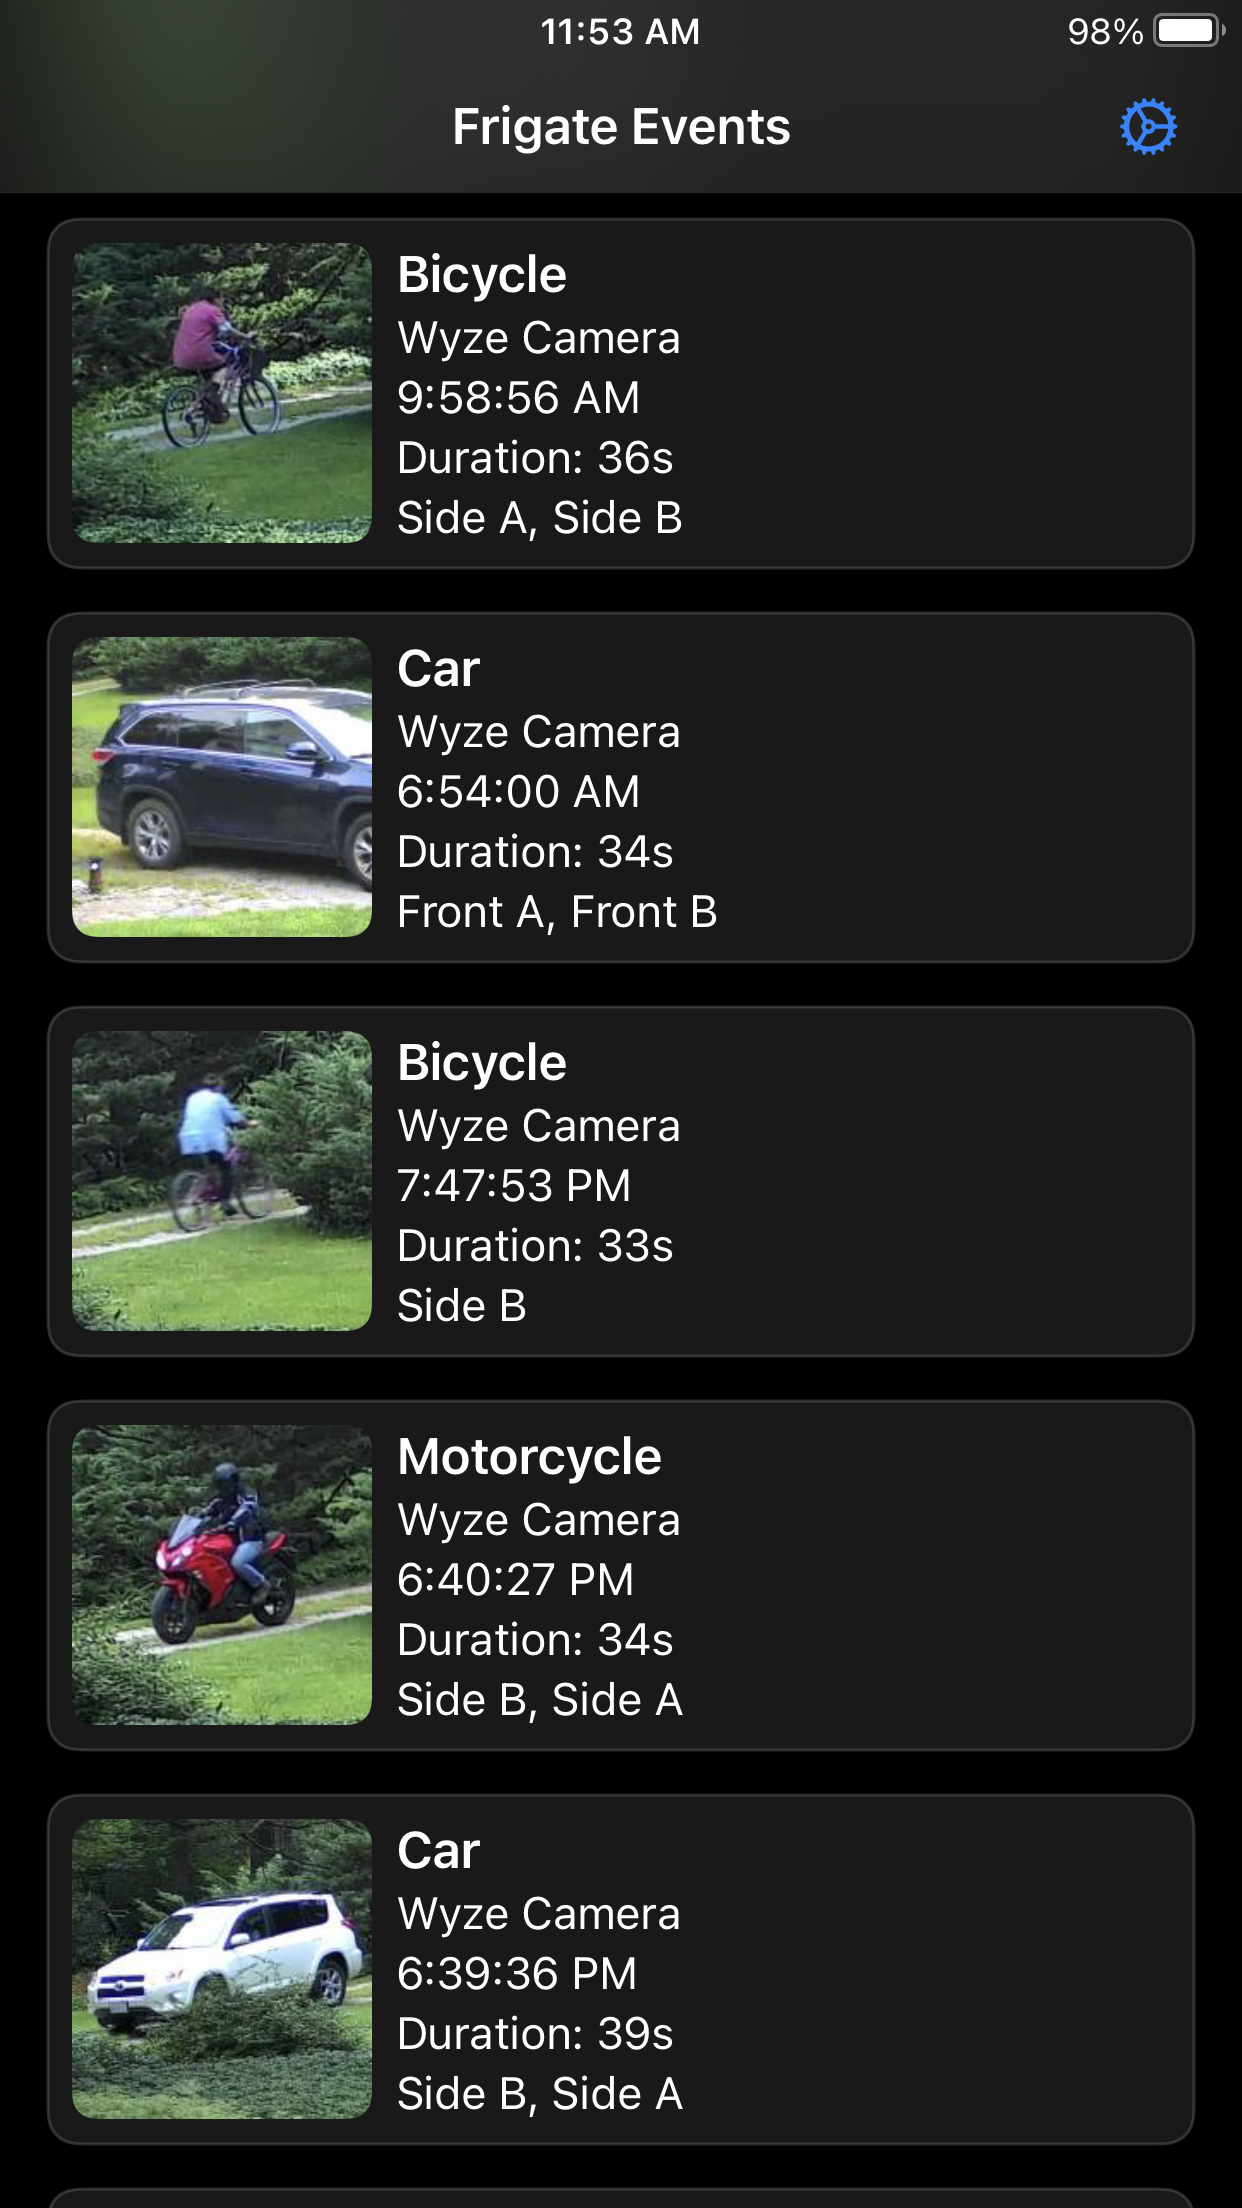 11:53 AM
98%
Frigate Events
Bicycle
Wyze Camera
9:58:56 AM
Duration: 36s
Side A, Side B
Car
Wyze Camera
6:54:00 AM
Duration: 34s
Front A, Front B
Bicycle
Wyze Camera
7:47:53 PM
Duration: 33s
Side B
Motorcycle
Wyze Camera
6:40:27 PM
Duration: 34s
Side B, Side A
Car
Wyze Camera
6:39:36 PM
Duration: 39s
Side B, Side A